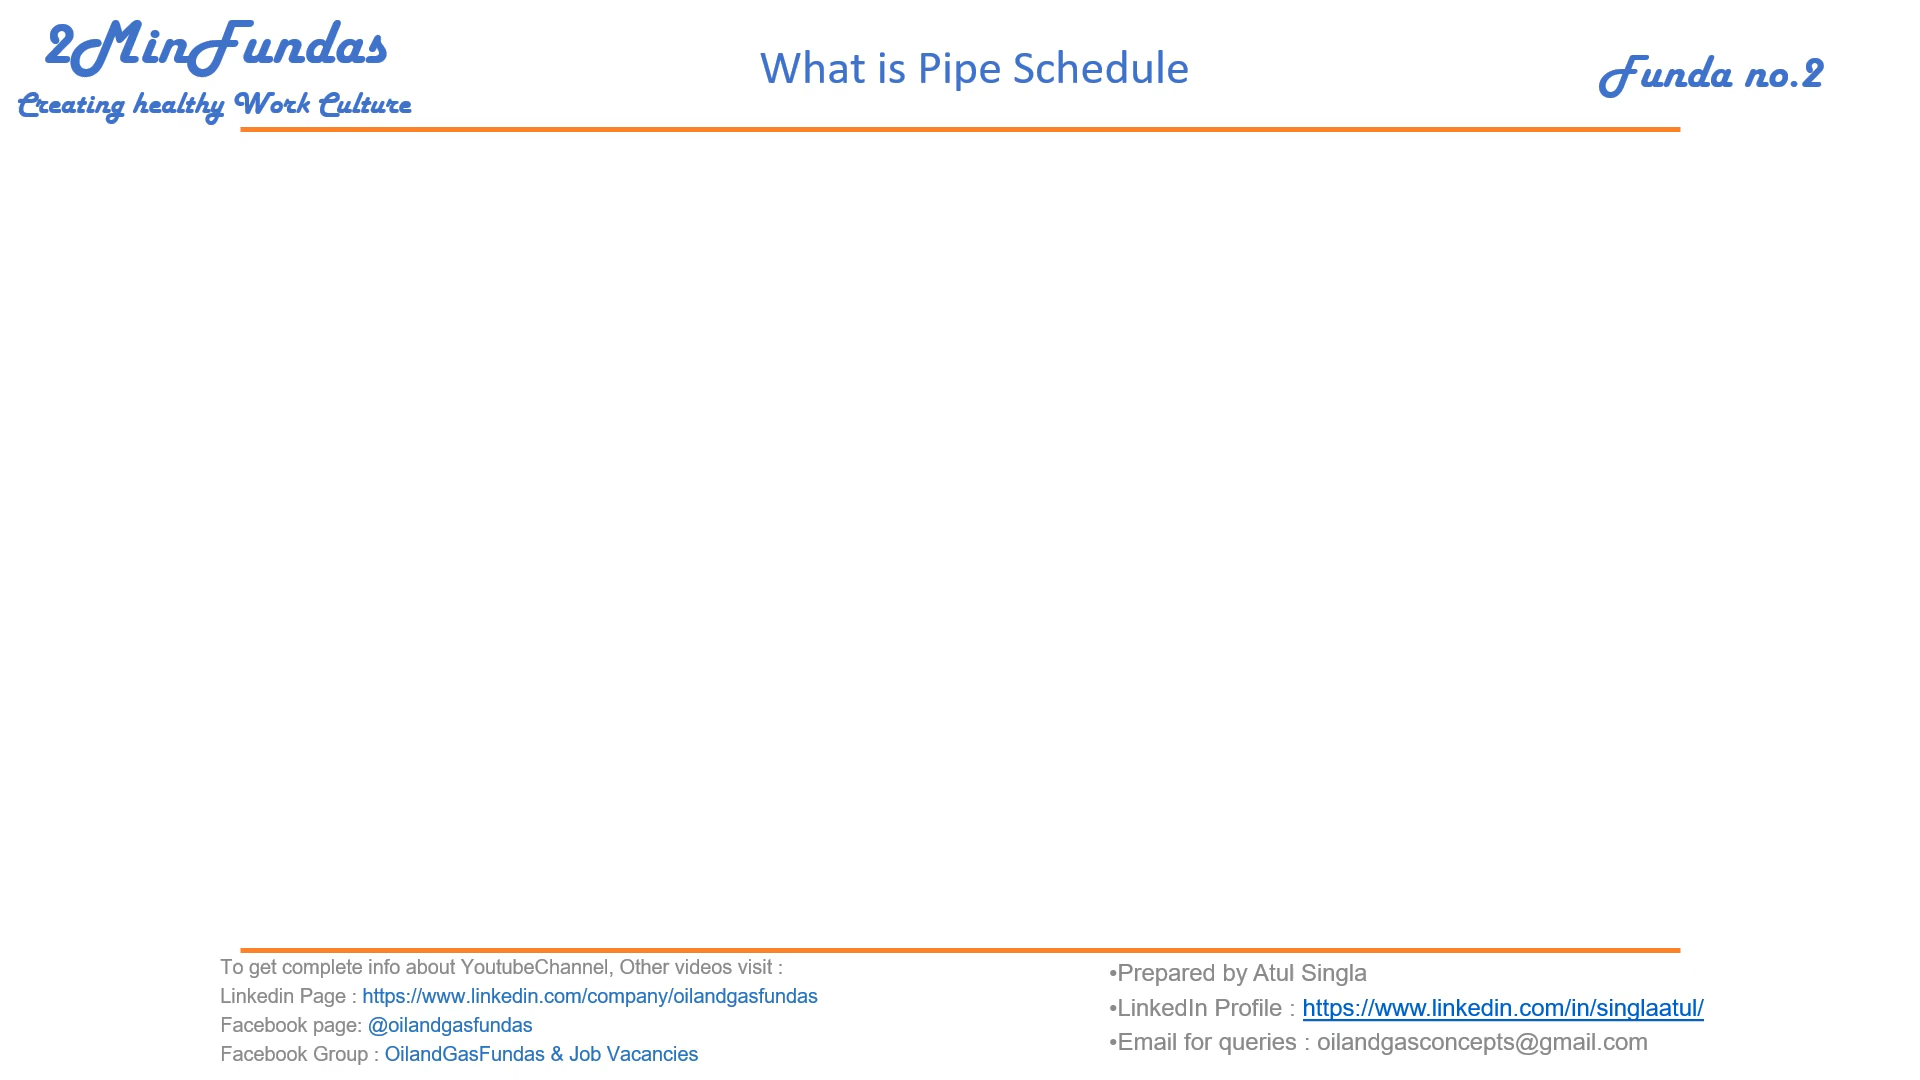 2MinFundas
Creating healthy Work Culture
What is Pipe Schedule
Funda no.2
To get complete info about YoutubeChannel, Other videos visit :
Linkedin Page : https://www.linkedin.com/company/oilandgasfundas
Facebook page: @oilandgasfundas
Facebook Group : OilandGasFundas & Job Vacancies
•Prepared by Atul Singla
•LinkedIn Profile : https://www.linkedin.com/in/singlaatul/
•Email for queries : oilandgasconcepts@gmail.com